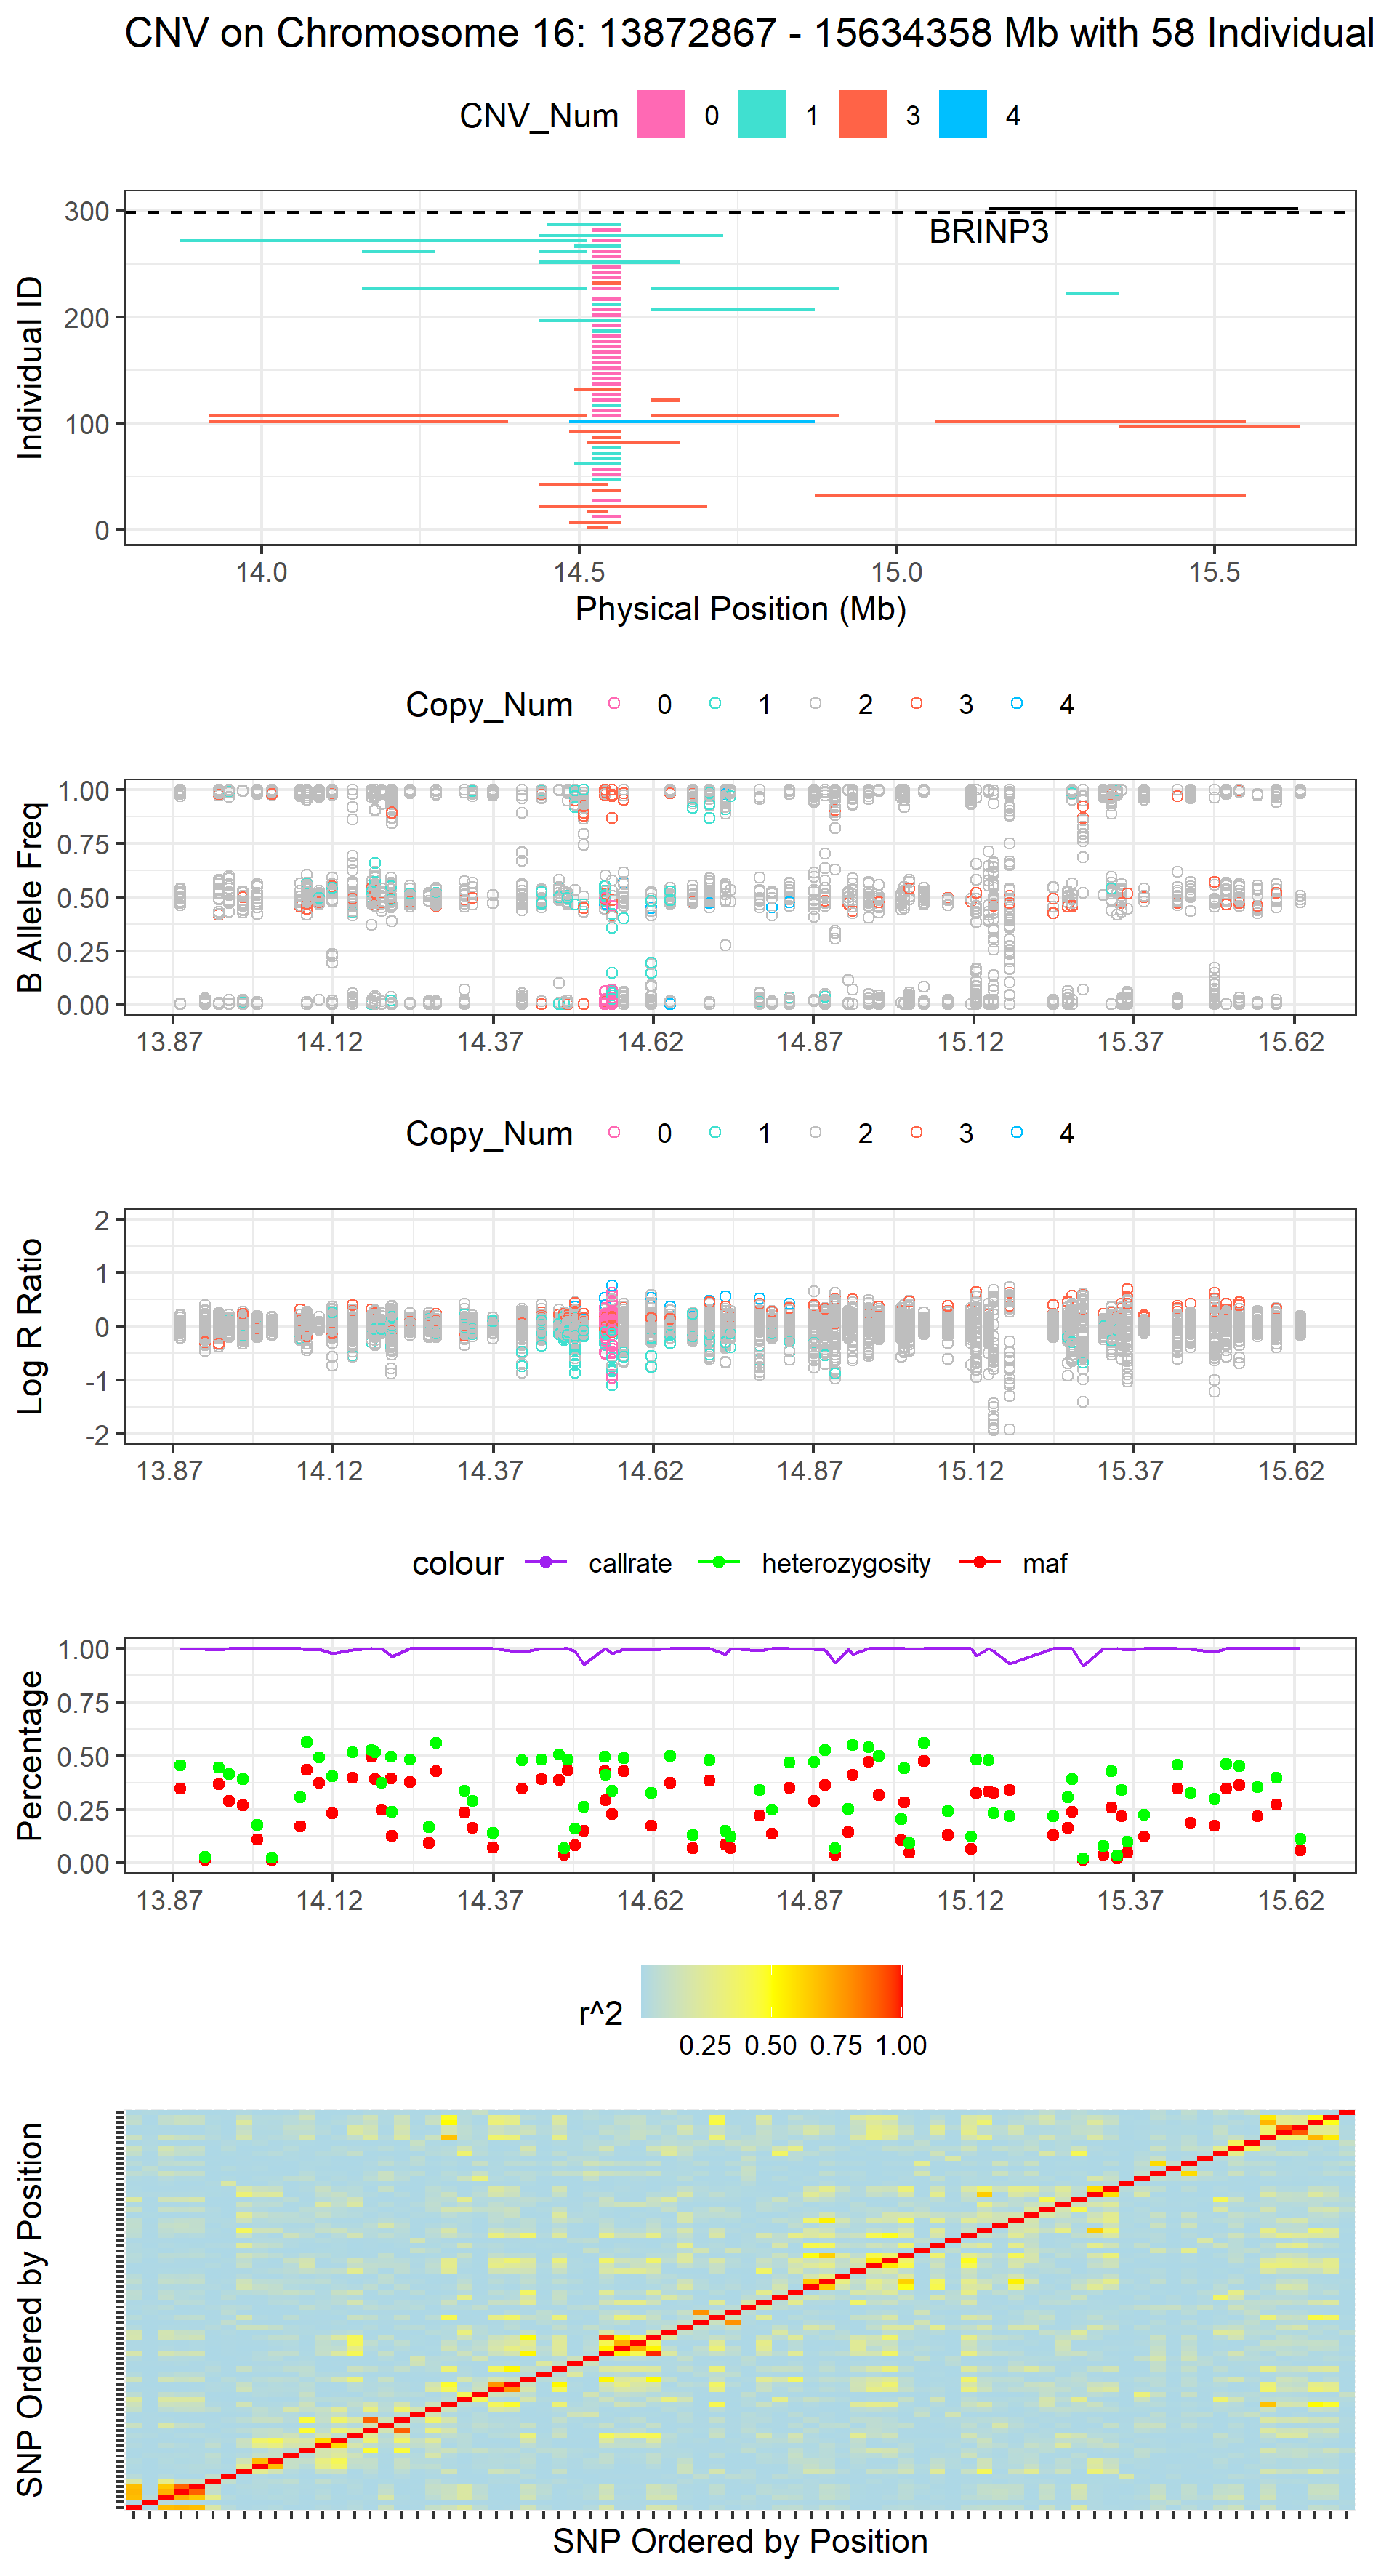 CNV on Chromosome 16: 13872867 - 15634358 Mb with 58 Individual
CNV_Num 0 1 3 4
300
200
100
0
Individual ID
BRINP3
14.0 14.5 15.0 15.5
Physical Position (Mb)
Copy_Num 0 1 2 3 4
1.00
0.75
0.50
0.25
0.00
B Allele Freq
13.87 14.12 14.37 14.62 14.87 15.12 15.37 15.62
Copy_Num 0 1 2 3 4
2
1
0
-1
-2
Log R Ratio
13.87 14.12 14.37 14.62 14.87 15.12 15.37 15.62
colour callrate heterozygosity maf
1.00
0.75
0.50
0.25
0.00
Percentage
13.87 14.12 14.37 14.62 14.87 15.12 15.37 15.62
r^2
0.25 0.50 0.75 1.00
SNP Ordered by Position
SNP Ordered by Position